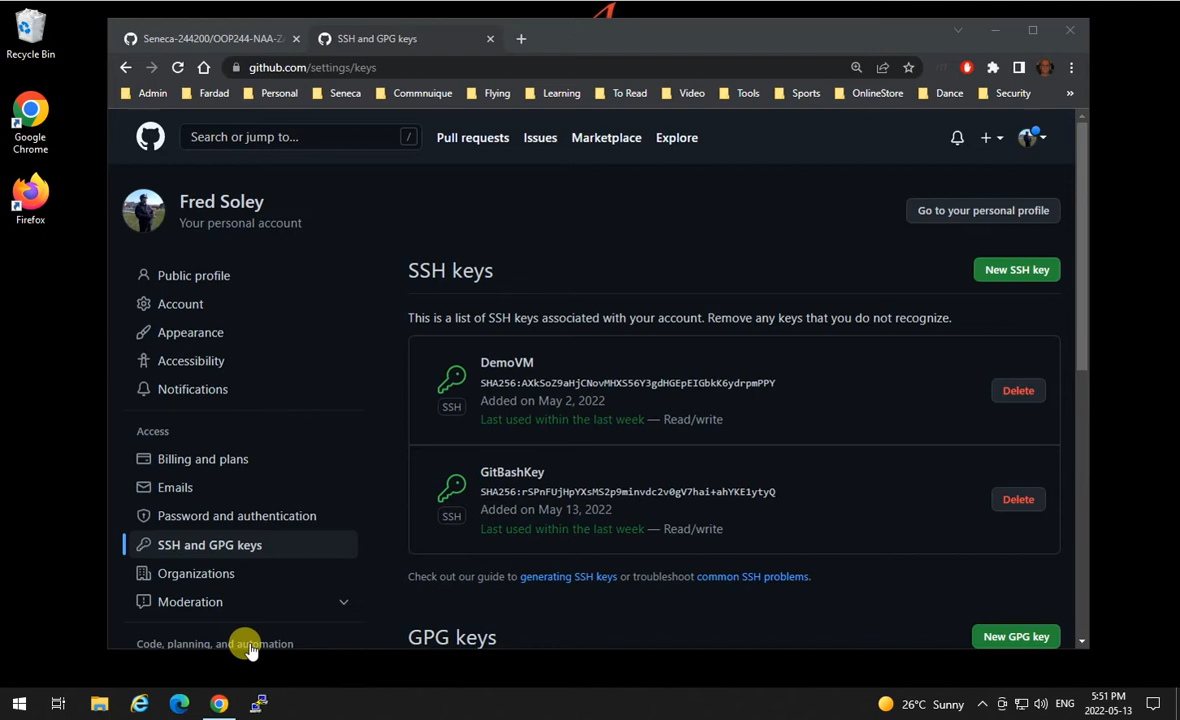 Recycle Bin
Google
Chrome
Firefox
Seneca-244200/OOP244-NAA-Z
SSH and GPG keys
github.com/settings/keys
Admin
Fardad
Personal
Seneca
Commnuique
Flying
Learning
To Read
Video
Tools
Sports
OnlineStore
Dance
Security
»
Search or jump to...
/
Pull requests
Issues
Marketplace
Explore
Fred Soley
Your personal account
Go to your personal profile
Public profile
Account
Appearance
Accessibility
Notifications
Access
Billing and plans
Emails
Password and authentication
SSH and GPG keys
Organizations
Moderation
Code, planning, and automation
SSH keys
New SSH key
This is a list of SSH keys associated with your account. Remove any keys that you do not recognize.
DemoVM
SHA256:AXkSoZ9aHjCNovMHXS56Y3gdHGEpEIGbkK6ydrpmPPY
SSH
Added on May 2, 2022
Last used within the last week — Read/write
Delete
GitBashKey
SHA256:rSPnFUjHpYXsMS2p9minvdc2v0gV7hai+ahYKE1ytyQ
SSH
Added on May 13, 2022
Last used within the last week — Read/write
Delete
Check out our guide to generating SSH keys or troubleshoot common SSH problems.
GPG keys
New GPG key
26°C Sunny
ENG
5:51 PM
2022-05-13